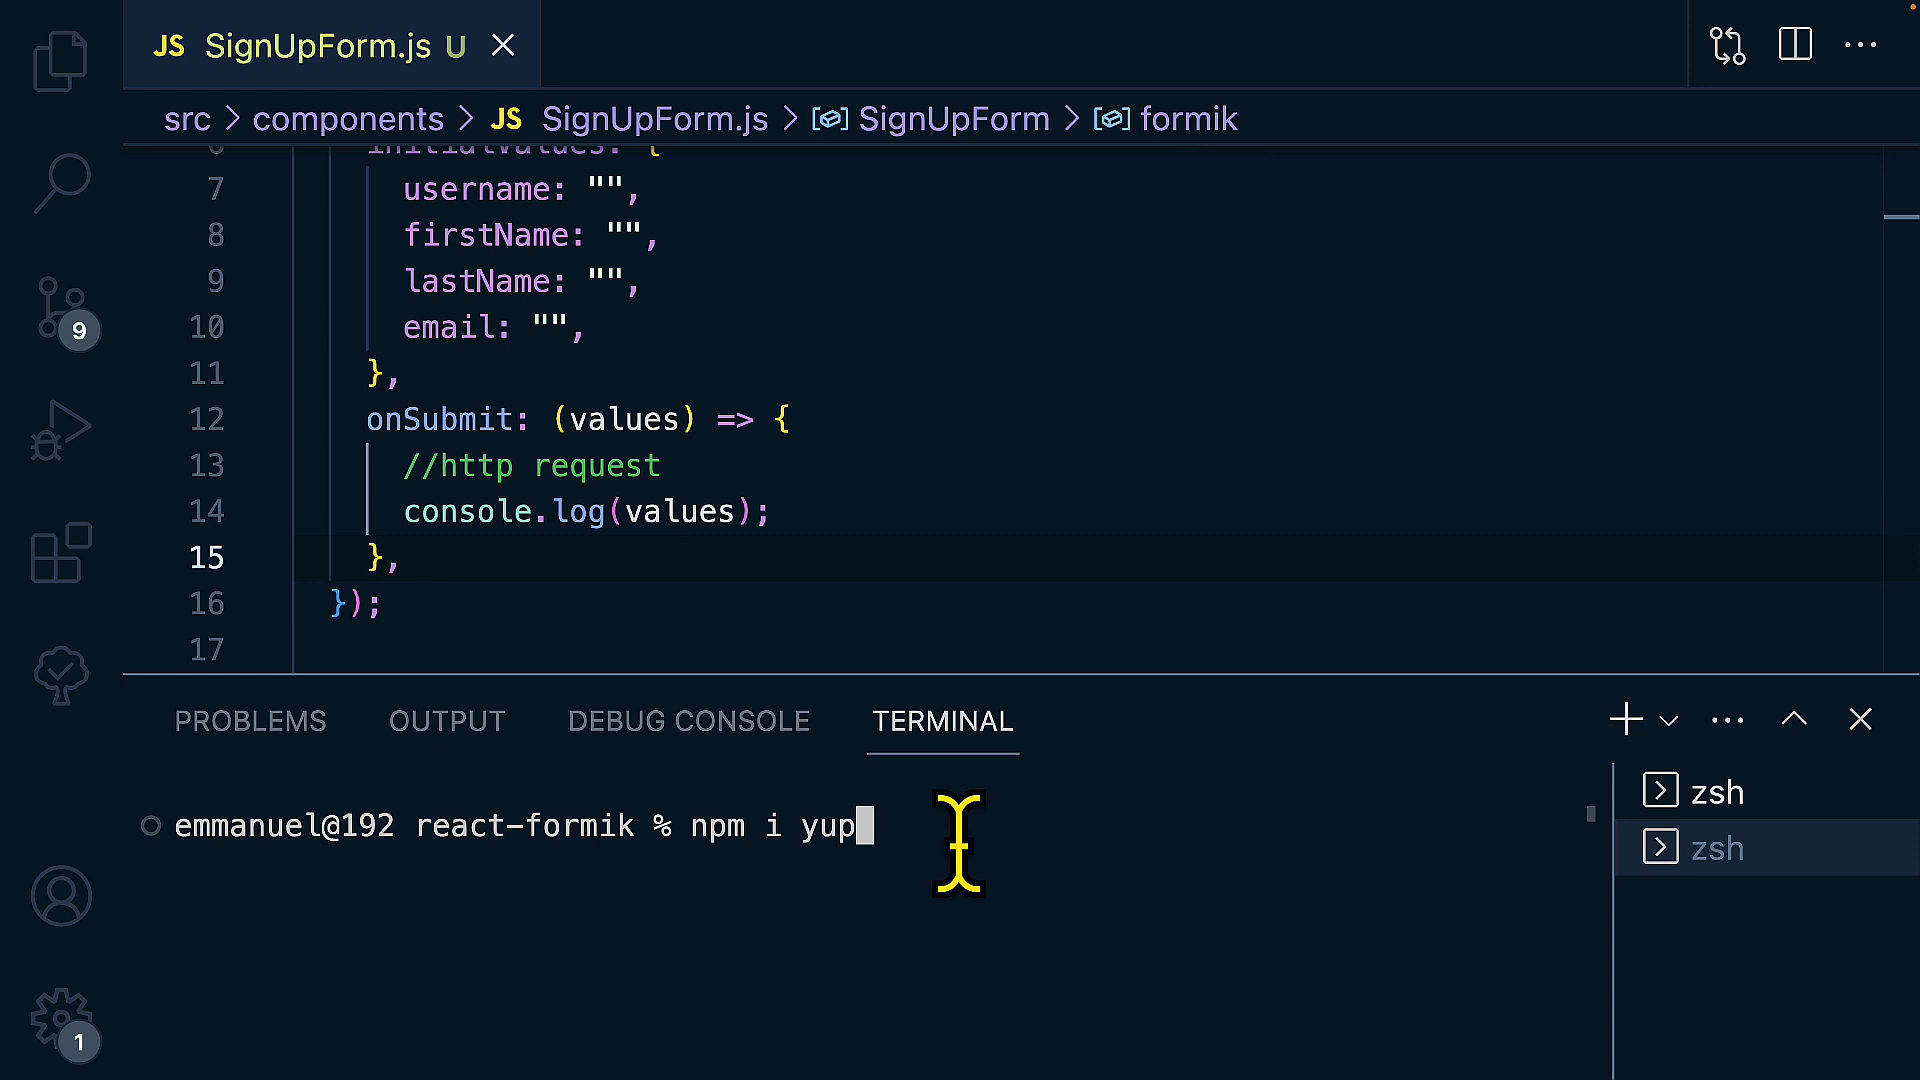 JS SignUpForm.js U
src > components > JS SignUpForm.js > SignUpForm > formik
6 initialValues: {
7 username: "",
8 firstName: "",
9 lastName: "",
10 email: "",
11 },
12 onSubmit: (values) => {
13 //http request
14 console.log(values);
15 },
16 });
17
9
1
PROBLEMS OUTPUT DEBUG CONSOLE TERMINAL
emmanuel@192 react-formik % npm i yup
zsh
zsh